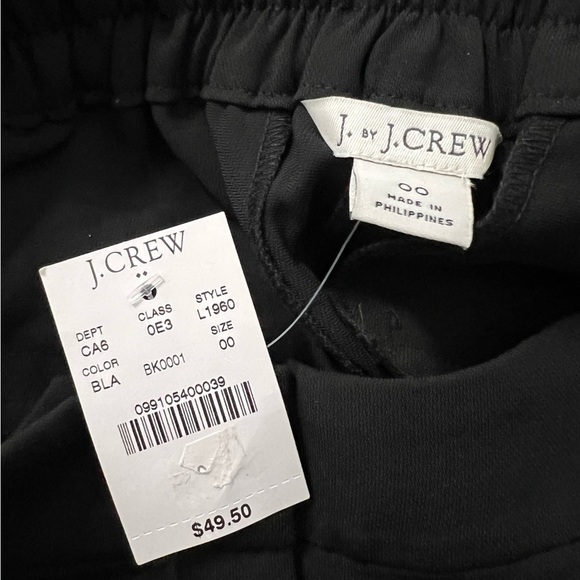 J. BY J.CREW
00
MADE IN
PHILIPPINES
J.CREW
DEPT CLASS STYLE
CA6 0E3 L1960
COLOR SIZE
BLA BK0001 00
099105400039
$49.50